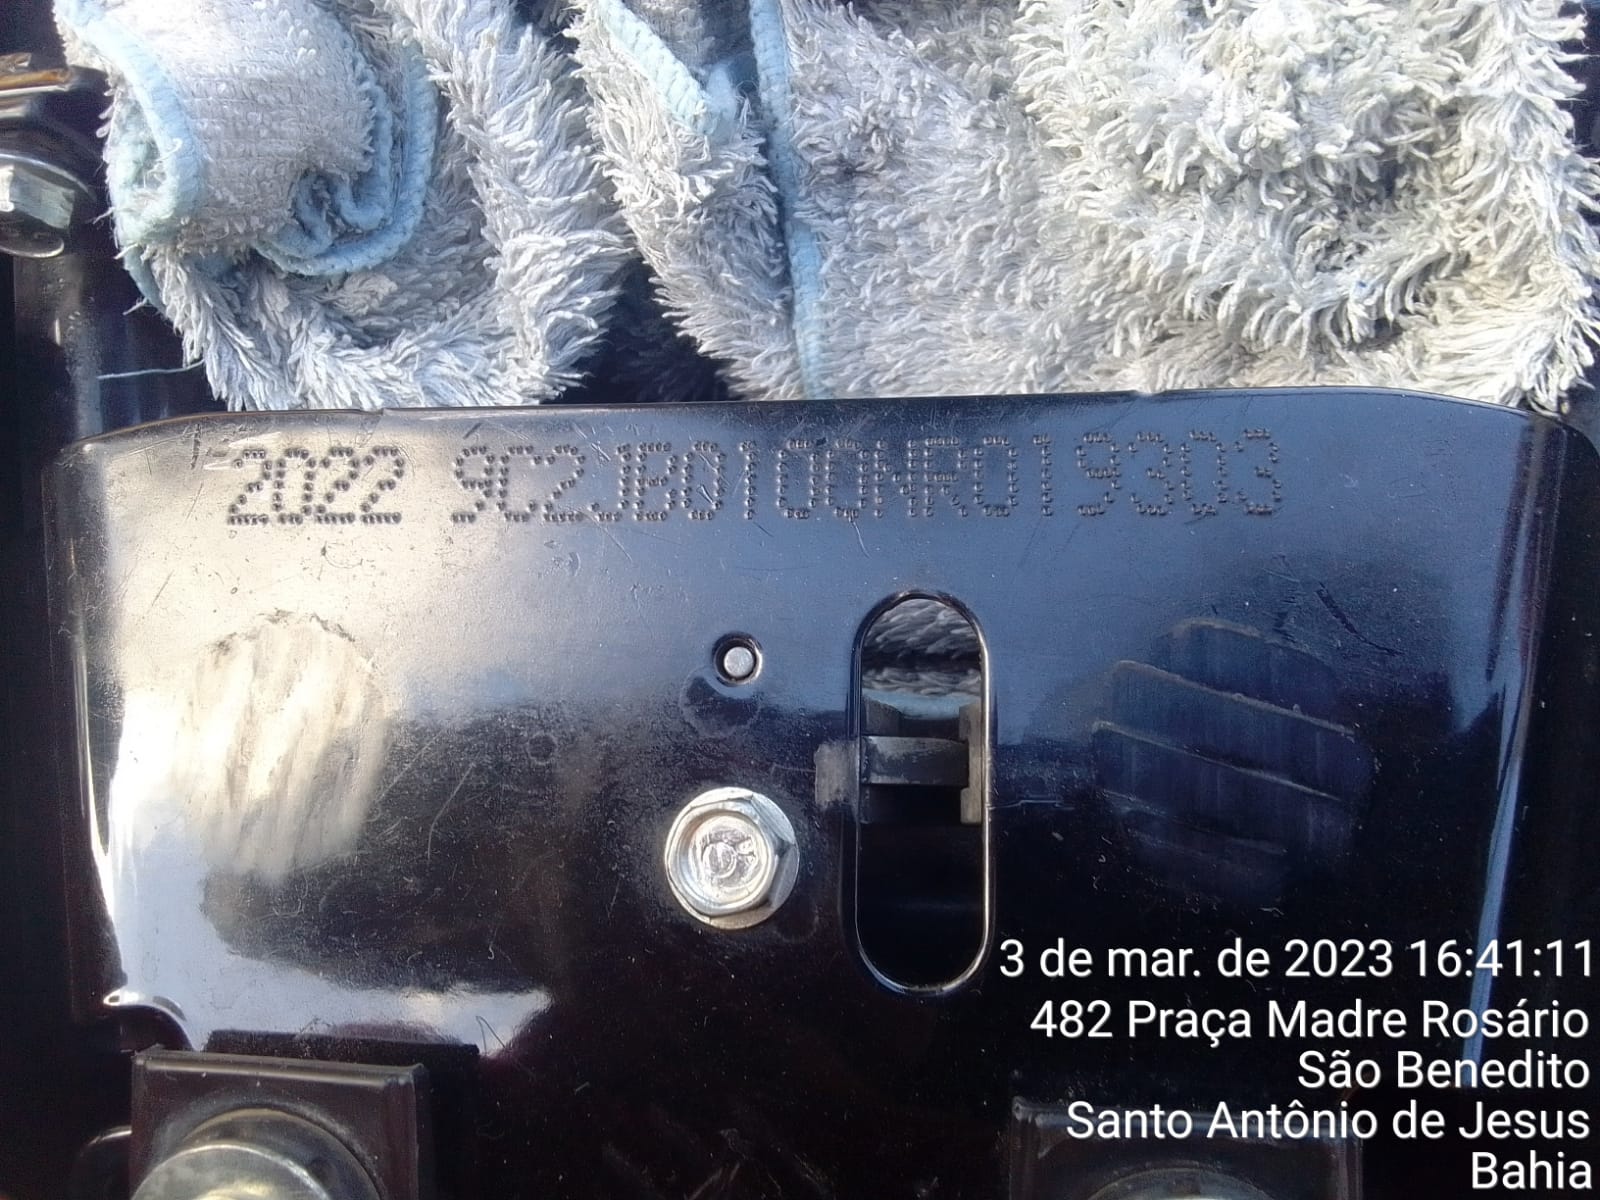 2022 9C2JB0100NR019303
3 de mar. de 2023 16:41:11
482 Praça Madre Rosário
São Benedito
Santo Antônio de Jesus
Bahia